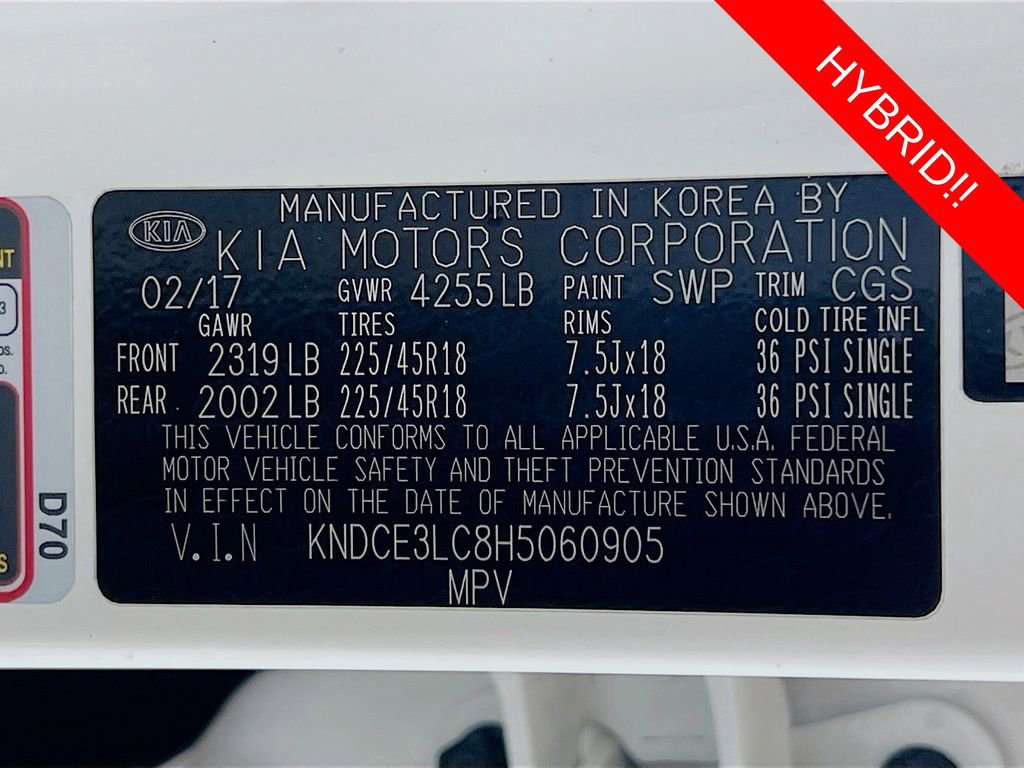 HYBRID!!
MANUFACTURED IN KOREA BY
KIA KIA MOTORS CORPORATION
02/17 GVWR 4255LB PAINT SWP TRIM CGS
GAWR TIRES RIMS COLD TIRE INFL
FRONT 2319LB 225/45R18 7.5Jx18 36 PSI SINGLE
REAR 2002LB 225/45R18 7.5Jx18 36 PSI SINGLE
THIS VEHICLE CONFORMS TO ALL APPLICABLE U.S.A. FEDERAL
MOTOR VEHICLE SAFETY AND THEFT PREVENTION STANDARDS
IN EFFECT ON THE DATE OF MANUFACTURE SHOWN ABOVE.
V.I.N KNDCE3LC8H5060905
MPV
D70